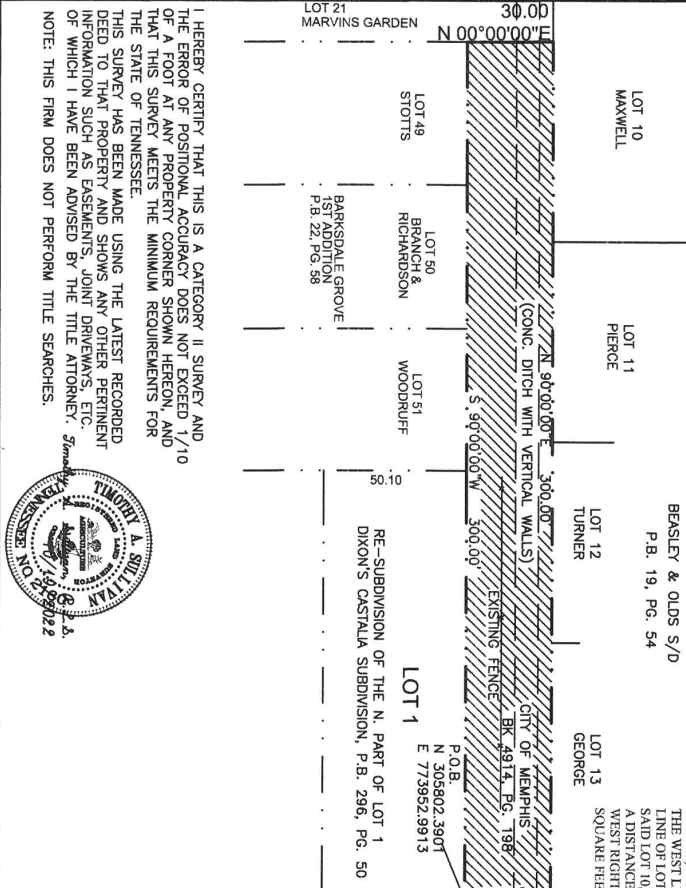 LOT 21
MARVINS GARDEN
30.00
N 00°00'00"E
LOT 10
MAXWELL
LOT 11
PIERCE
BEASLEY & OLDS S/D
P.B. 19, PG. 54
LOT 12
TURNER
LOT 13
GEORGE
THE WEST L
LINE OF LOT
SAID LOT 10,
A DISTANCE
WEST RIGHT
SQUARE FEE
N 90°00'00"E 300.00'
(CONC. DITCH WITH VERTICAL WALLS)
S 90°00'00"W 300.00'
EXISTING FENCE
CITY OF MEMPHIS
BK 4914, PG. 198
LOT 49
STOTTS
LOT 50
BRANCH &
RICHARDSON
LOT 51
WOODRUFF
BARKSDALE GROVE
1ST ADDITION
P.B. 22, PG. 58
50.10
P.O.B.
N 305802.3901
E 773952.9913
LOT 1
RE-SUBDIVISION OF THE N. PART OF LOT 1
DIXON'S CASTALIA SUBDIVISION, P.B. 296, PG. 50
I HEREBY CERTIFY THAT THIS IS A CATEGORY II SURVEY AND
THE ERROR OF POSITIONAL ACCURACY DOES NOT EXCEED 1/10
OF A FOOT AT ANY PROPERTY CORNER SHOWN HEREON, AND
THAT THIS SURVEY MEETS THE MINIMUM REQUIREMENTS FOR
THE STATE OF TENNESSEE.
THIS SURVEY HAS BEEN MADE USING THE LATEST RECORDED
DEED TO THAT PROPERTY AND SHOWS ANY OTHER PERTINENT
INFORMATION SUCH AS EASEMENTS, JOINT DRIVEWAYS, ETC.
OF WHICH I HAVE BEEN ADVISED BY THE TITLE ATTORNEY.
NOTE: THIS FIRM DOES NOT PERFORM TITLE SEARCHES.
TIMOTHY A. SULLIVAN
REGISTERED LAND SURVEYOR
AGRICULTURE
TENNESSEE